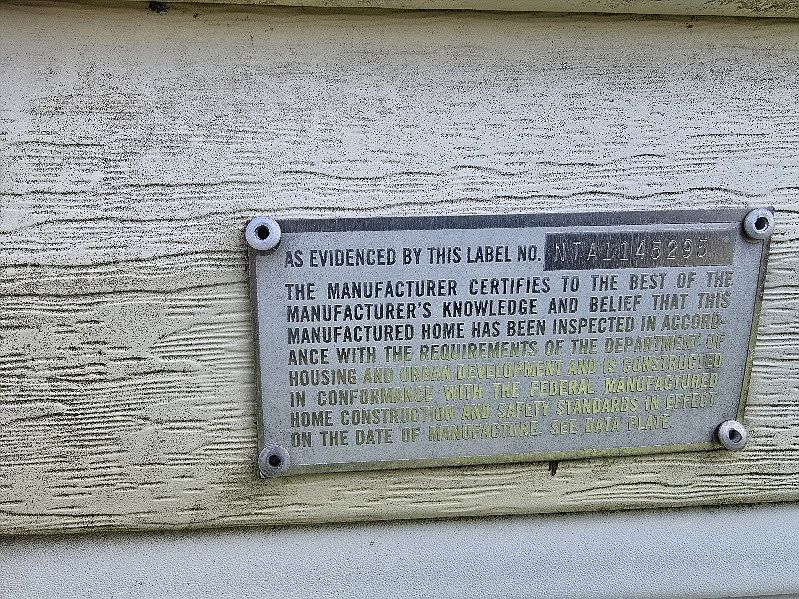 AS EVIDENCED BY THIS LABEL NO. NTA1145295
THE MANUFACTURER CERTIFIES TO THE BEST OF THE
MANUFACTURER'S KNOWLEDGE AND BELIEF THAT THIS
MANUFACTURED HOME HAS BEEN INSPECTED IN ACCORD-
ANCE WITH THE REQUIREMENTS OF THE DEPARTMENT OF
HOUSING AND URBAN DEVELOPMENT AND IS CONSTRUCTED
IN CONFORMANCE WITH THE FEDERAL MANUFACTURED
HOME CONSTRUCTION AND SAFETY STANDARDS IN EFFECT
ON THE DATE OF MANUFACTURE. SEE DATA PLATE.